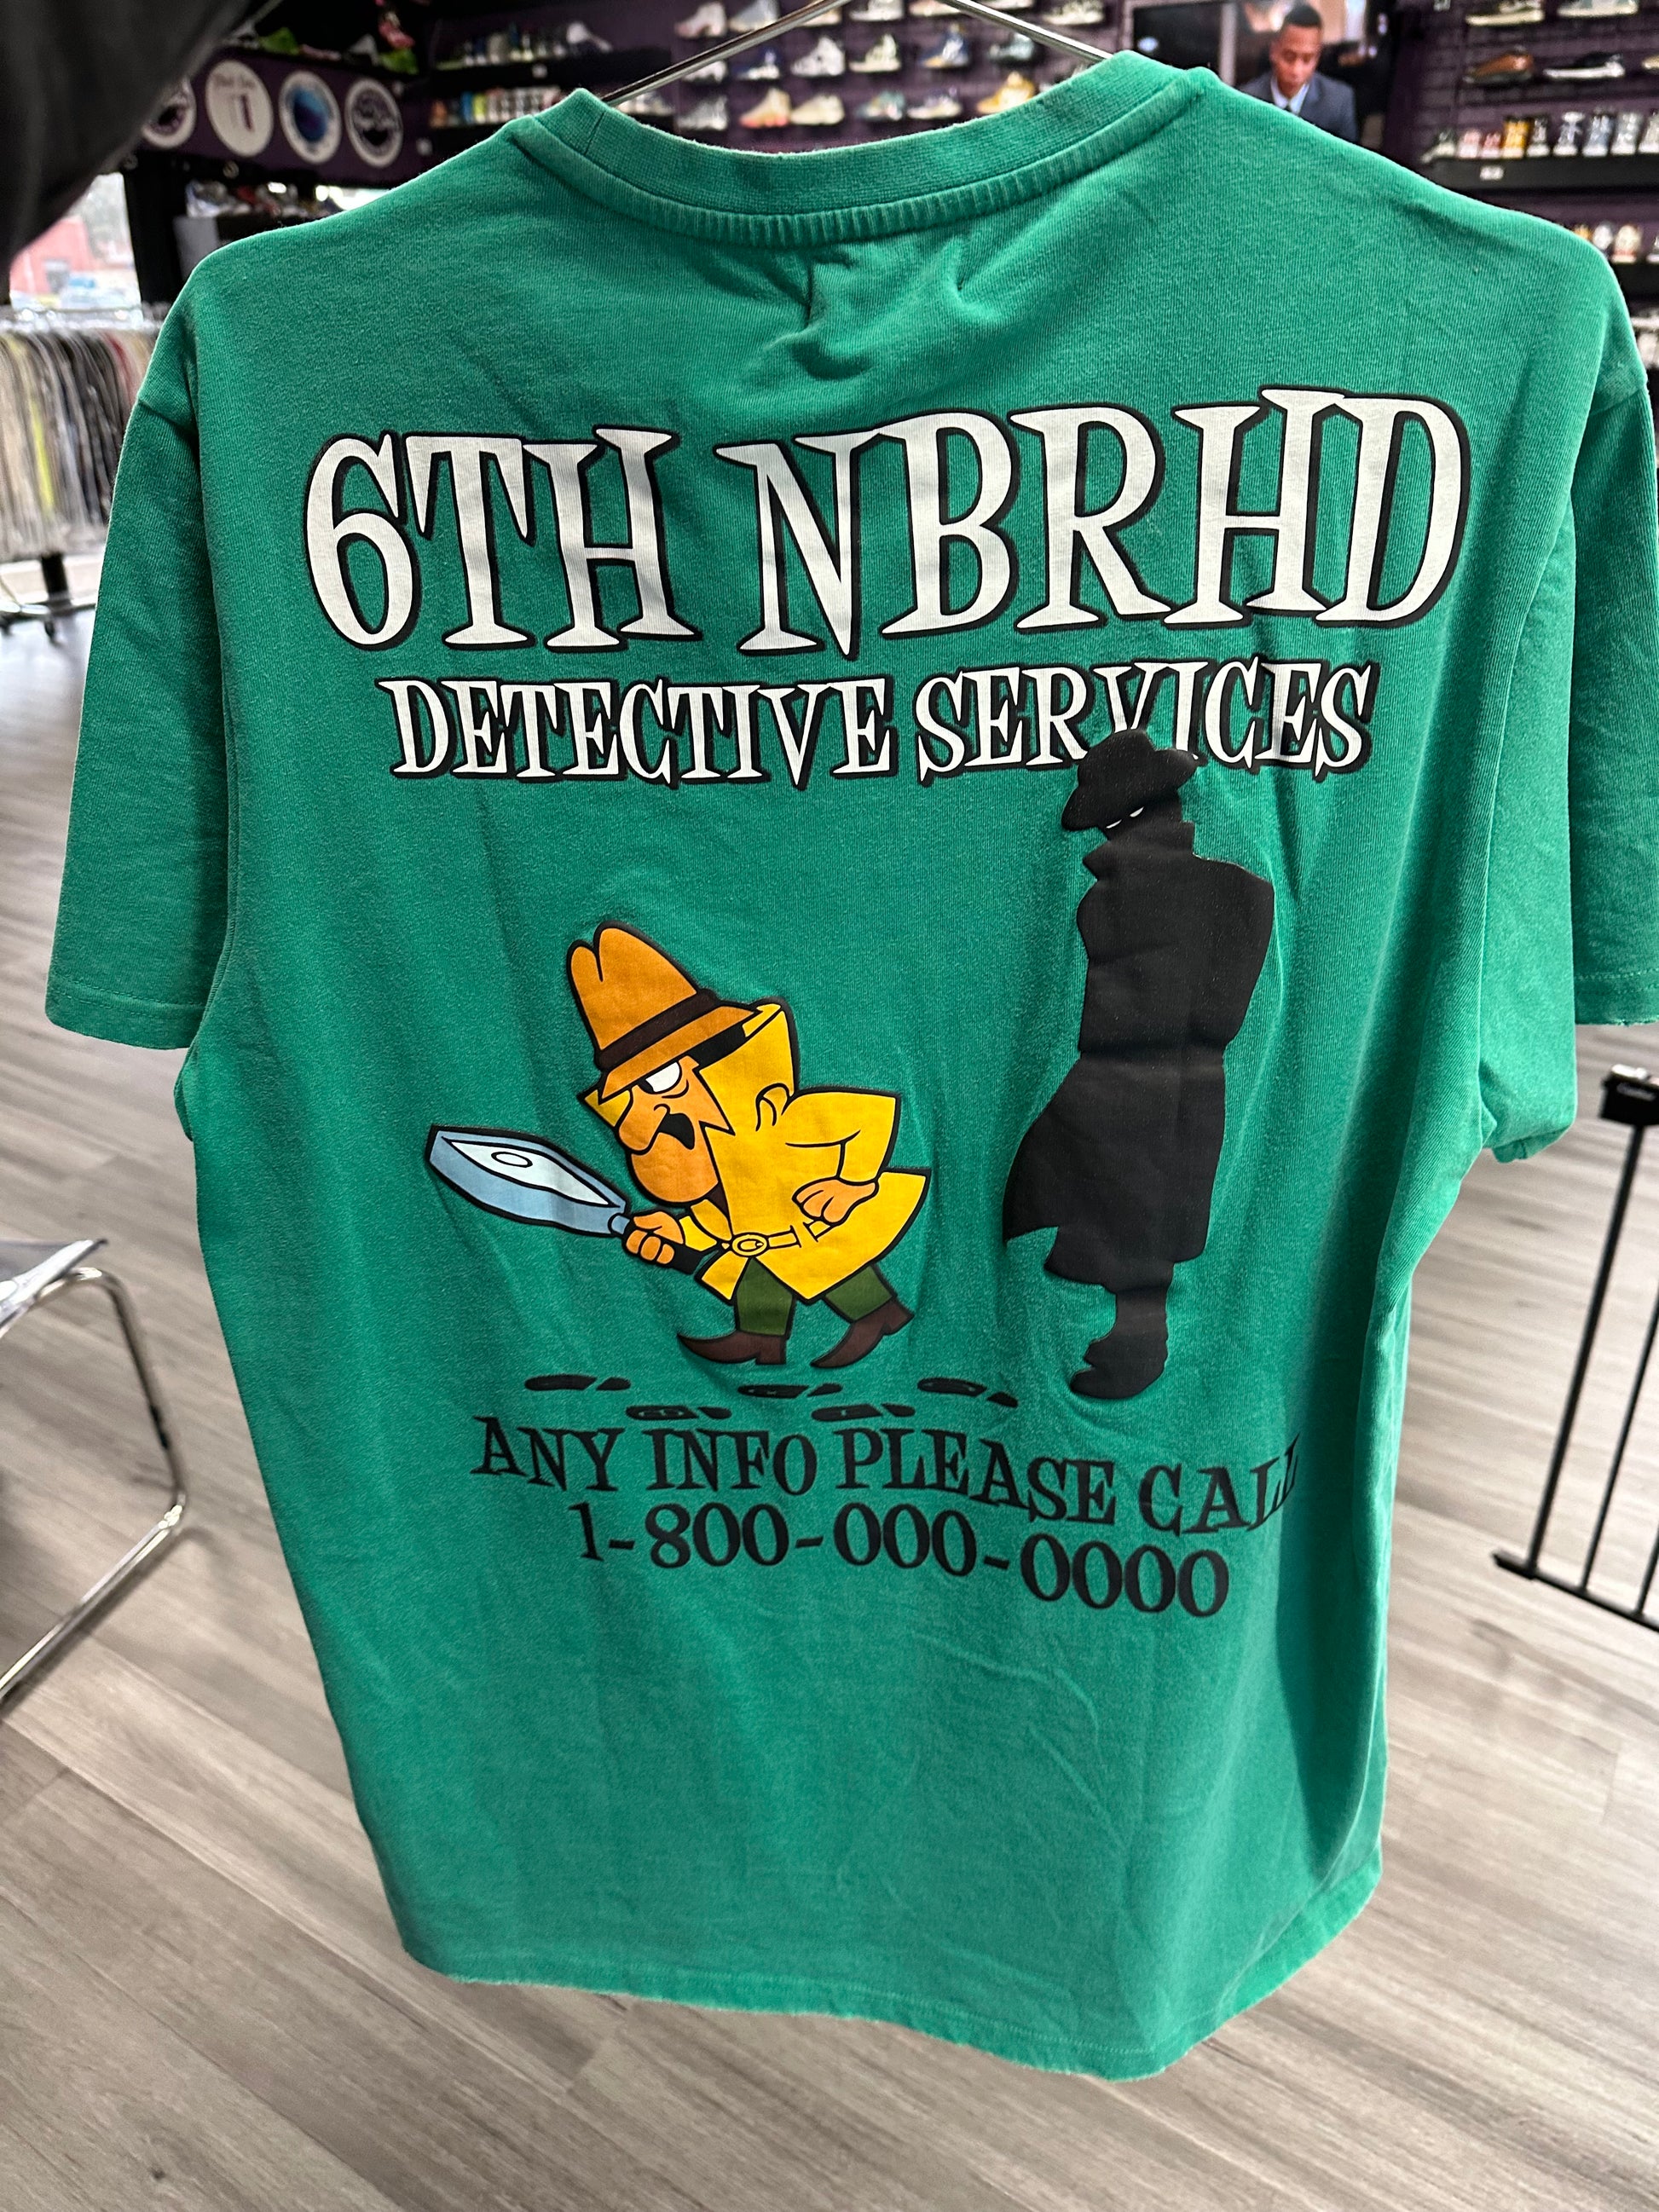 6TH NBRHD
DETECTIVE SERVICES
ANY INFO PLEASE CALL
1-800-000-0000